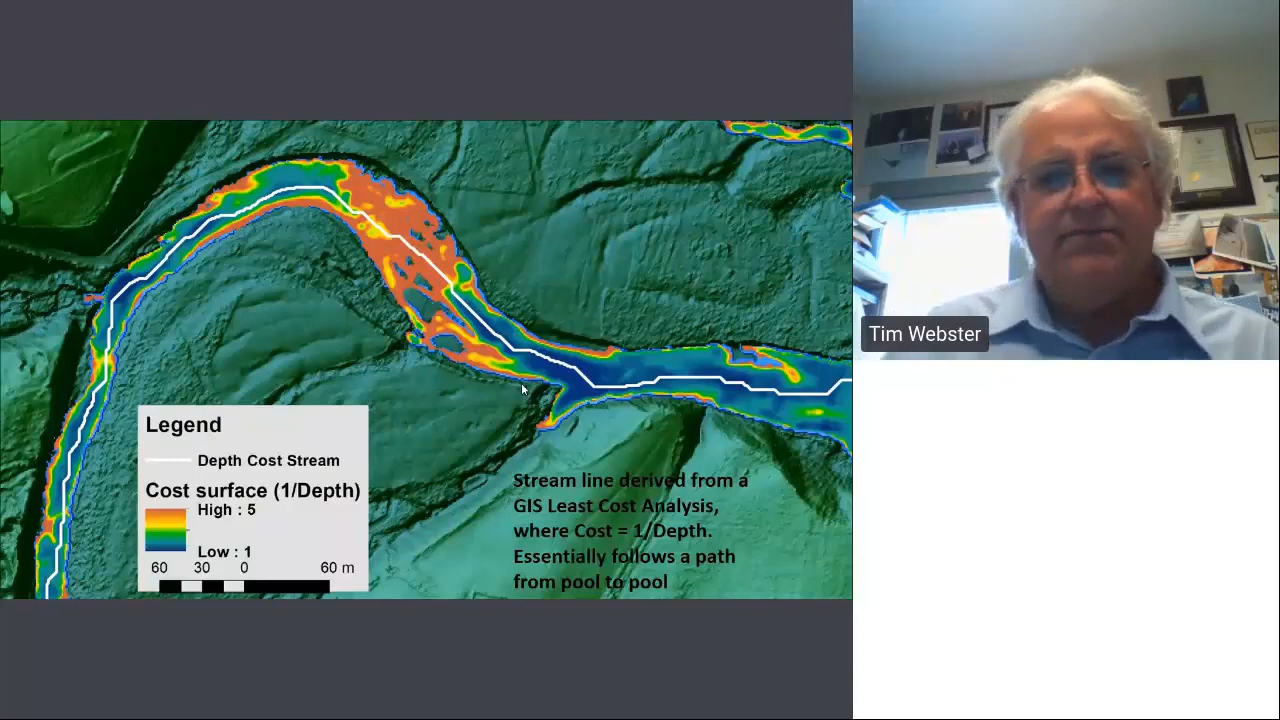 Legend
Depth Cost Stream
Cost surface (1/Depth)
High : 5
Low : 1
60 30 0 60 m
Stream line derived from a
GIS Least Cost Analysis,
where Cost = 1/Depth.
Essentially follows a path
from pool to pool
Tim Webster